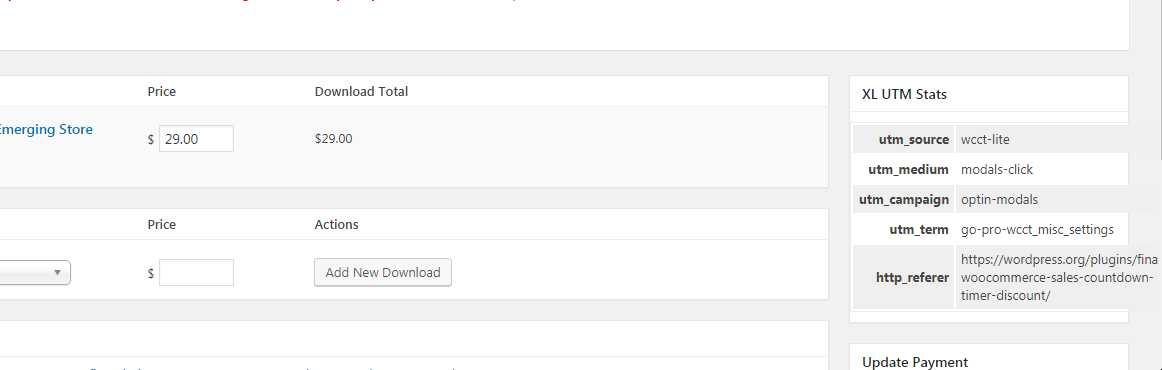 Price Download Total
Emerging Store
$ 29.00 $29.00
Price Actions
$ Add New Download
XL UTM Stats
utm_source wcct-lite
utm_medium modals-click
utm_campaign optin-modals
utm_term go-pro-wcct_misc_settings
http_referer https://wordpress.org/plugins/fina
woocommerce-sales-countdown-
timer-discount/
Update Payment